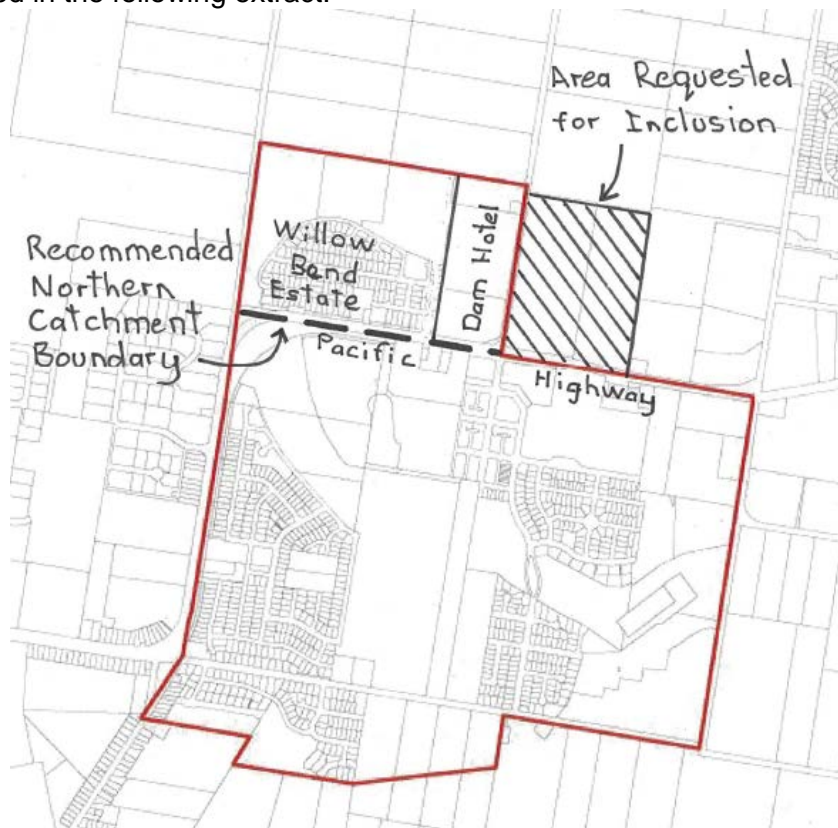 ed in the following extract.
Area Requested
for Inclusion
Willow
Bend
Estate
Dam Hotel
Recommended
Northern
Catchment
Boundary
Pacific
Highway